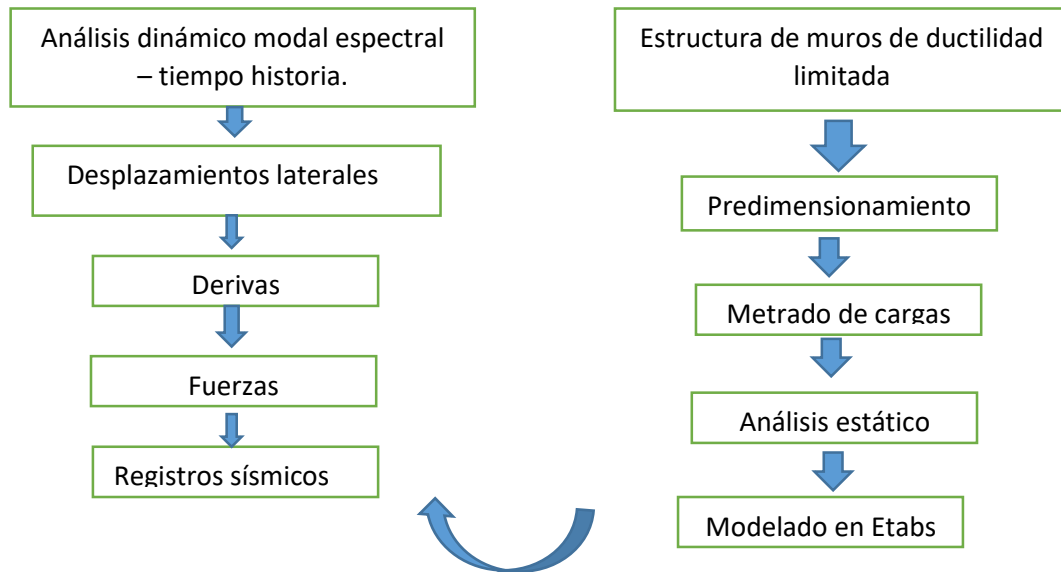 Análisis dinámico modal espectral
– tiempo historia.
Desplazamientos laterales
Derivas
Fuerzas
Registros sísmicos
Estructura de muros de ductilidad
limitada
Predimensionamiento
Metrado de cargas
Análisis estático
Modelado en Etabs